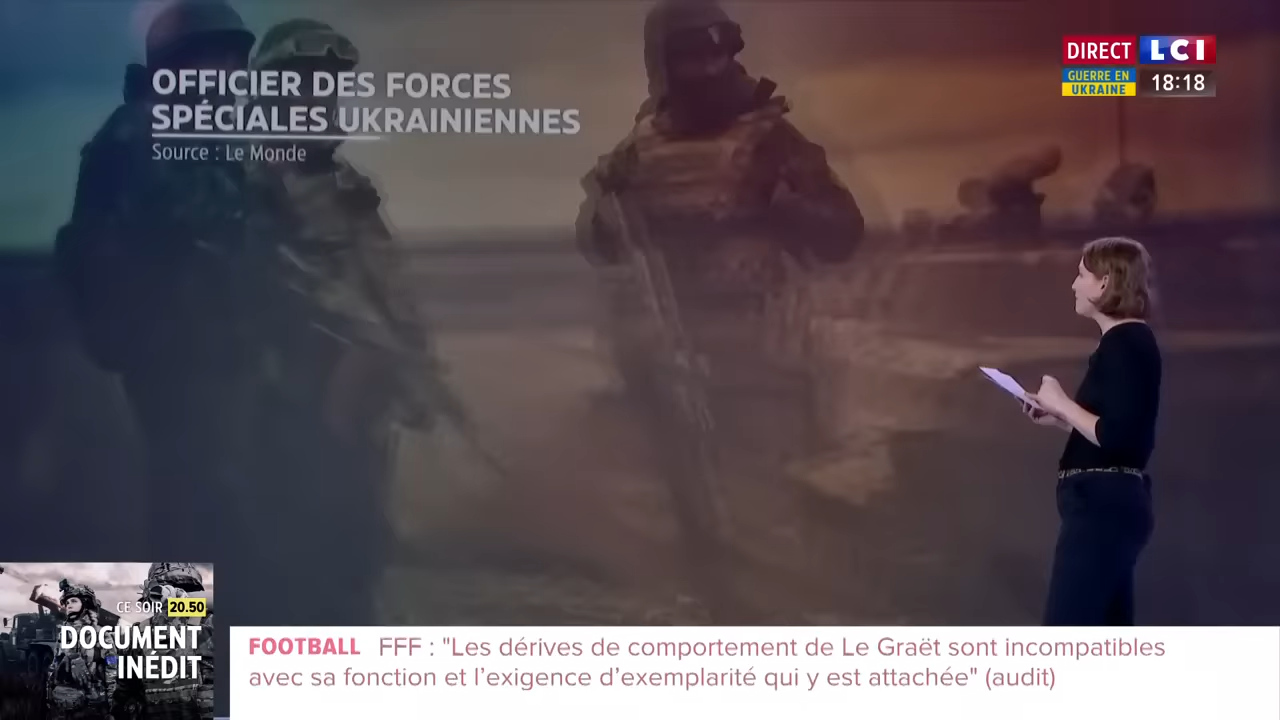 OFFICIER DES FORCES
SPÉCIALES UKRAINIENNES
Source : Le Monde
DIRECT LCI
GUERRE EN
UKRAINE
18:18
CE SOIR 20.50
DOCUMENT
INÉDIT
FOOTBALL FFF : "Les dérives de comportement de Le Graët sont incompatibles
avec sa fonction et l'exigence d'exemplarité qui y est attachée" (audit)